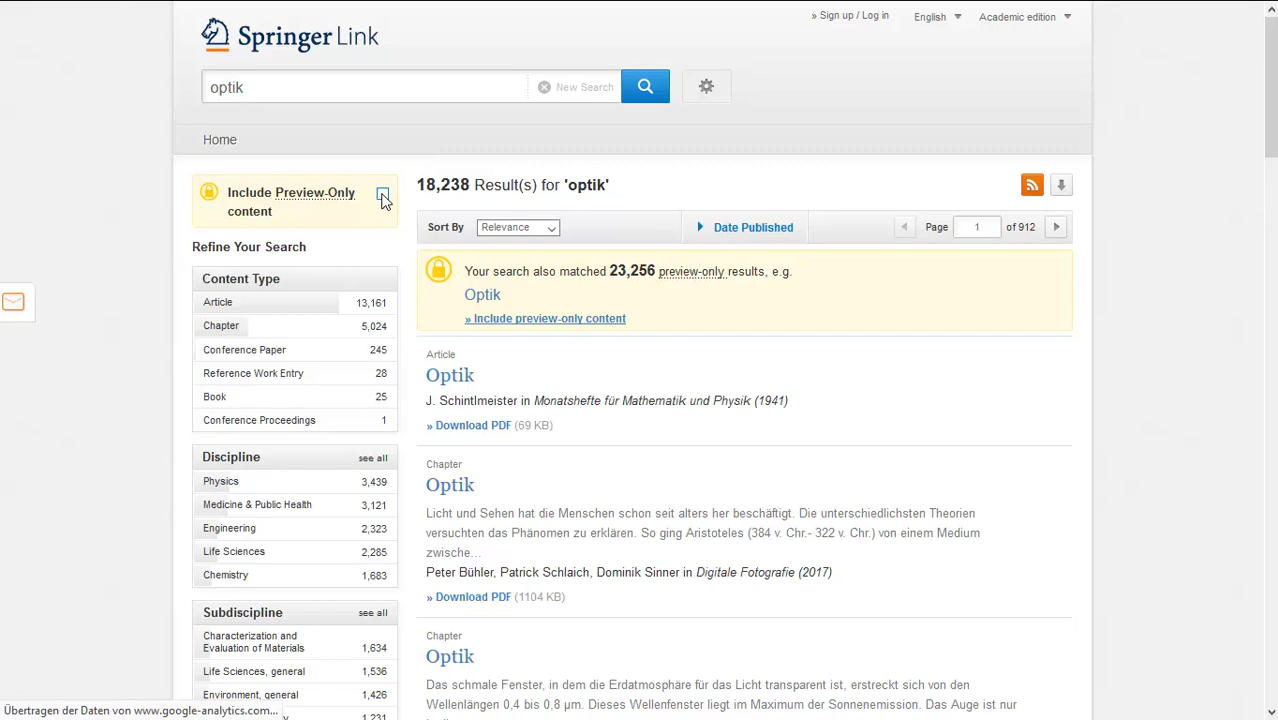 » Sign up / Log in
English
Academic edition
Springer Link
optik
New Search
Home
Include Preview-Only
content
Refine Your Search
Content Type
Article 13,161
Chapter 5,024
Conference Paper 245
Reference Work Entry 28
Book 25
Conference Proceedings 1
Discipline see all
Physics 3,439
Medicine & Public Health 3,121
Engineering 2,323
Life Sciences 2,285
Chemistry 1,683
Subdiscipline see all
Characterization and
Evaluation of Materials 1,634
Life Sciences, general 1,536
Environment, general 1,426
1,231
18,238 Result(s) for 'optik'
Sort By Relevance Date Published Page 1 of 912
Your search also matched 23,256 preview-only results, e.g.
Optik
» Include preview-only content
Article
Optik
J. Schintlmeister in Monatshefte für Mathematik und Physik (1941)
» Download PDF (69 KB)
Chapter
Optik
Licht und Sehen hat die Menschen schon seit alters her beschäftigt. Die unterschiedlichsten Theorien
versuchten das Phänomen zu erklären. So ging Aristoteles (384 v. Chr.- 322 v. Chr.) von einem Medium
zwische...
Peter Bühler, Patrick Schlaich, Dominik Sinner in Digitale Fotografie (2017)
» Download PDF (1104 KB)
Chapter
Optik
Das schmale Fenster, in dem die Erdatmosphäre für das Licht transparent ist, erstreckt sich von den
Wellenlängen 0,4 bis 0,8 µm. Dieses Wellenfenster liegt im Maximum der Sonnenemission. Das Auge ist nur
Übertragen der Daten von www.google-analytics.com...